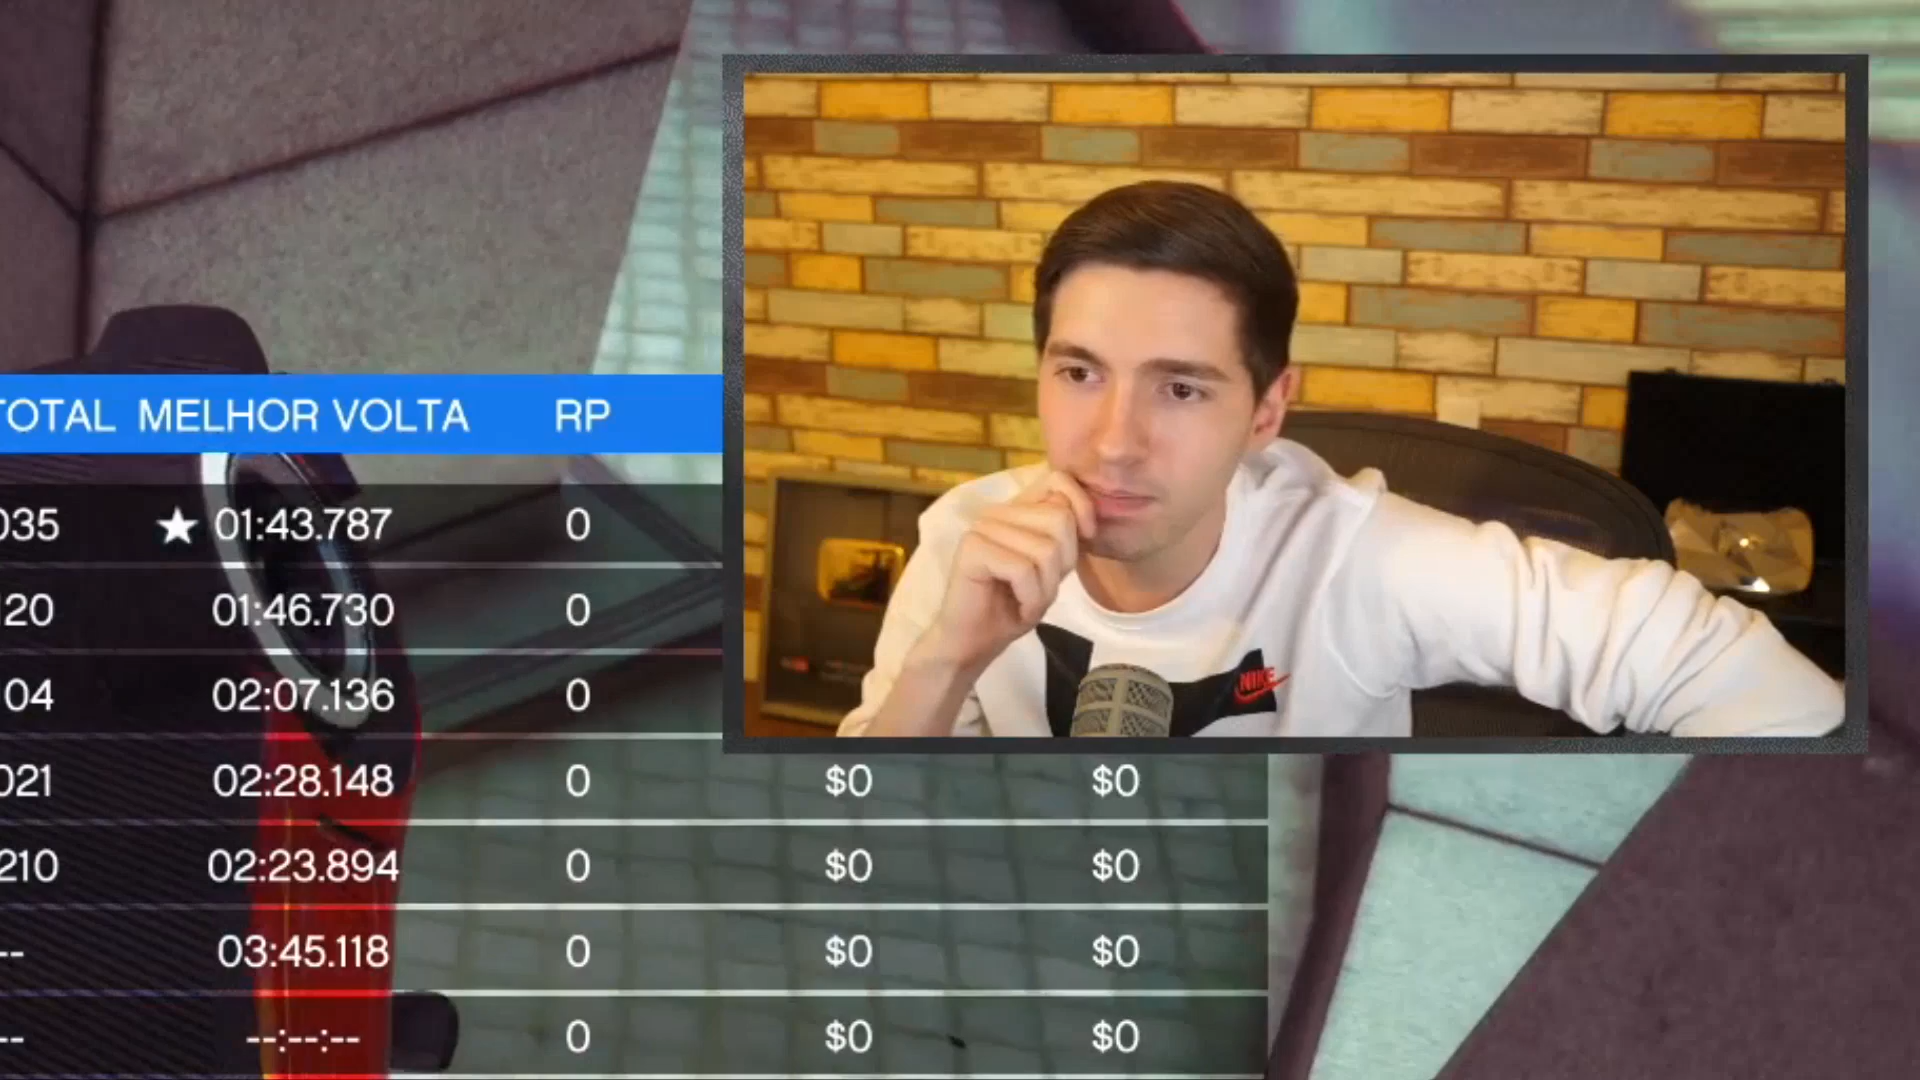 TOTAL MELHOR VOLTA RP
035 ★ 01:43.787 0
120 01:46.730 0
04 02:07.136 0
021 02:28.148 0 $0 $0
210 02:23.894 0 $0 $0
-- 03:45.118 0 $0 $0
-- --:--:-- 0 $0 $0
NIKE